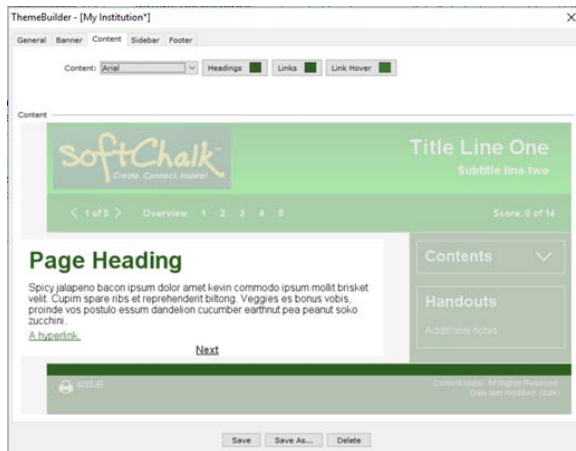 ThemeBuilder - [My Institution*]
General Banner Content Sidebar Footer
Content: Arial Headings Links Link Hover
Content
SoftChalk™
Create. Connect. Inspire!
Title Line One
Subtitle line two
< 1 of 5 > Overview 1 2 3 4 5 Score: 0 of 14
Page Heading
Spicy jalapeno bacon ipsum dolor amet kevin commodo ipsum mollit brisket
velit. Cupim spare ribs et reprehenderit biltong. Veggies es bonus vobis,
proinde vos postulo essum dandelion cucumber earthnut pea peanut soko
zucchini.
A hyperlink.
Next
Contents
Handouts
Additional notes
print all
Content (date). All Rights Reserved.
Date last modified: (date)
Save Save As... Delete